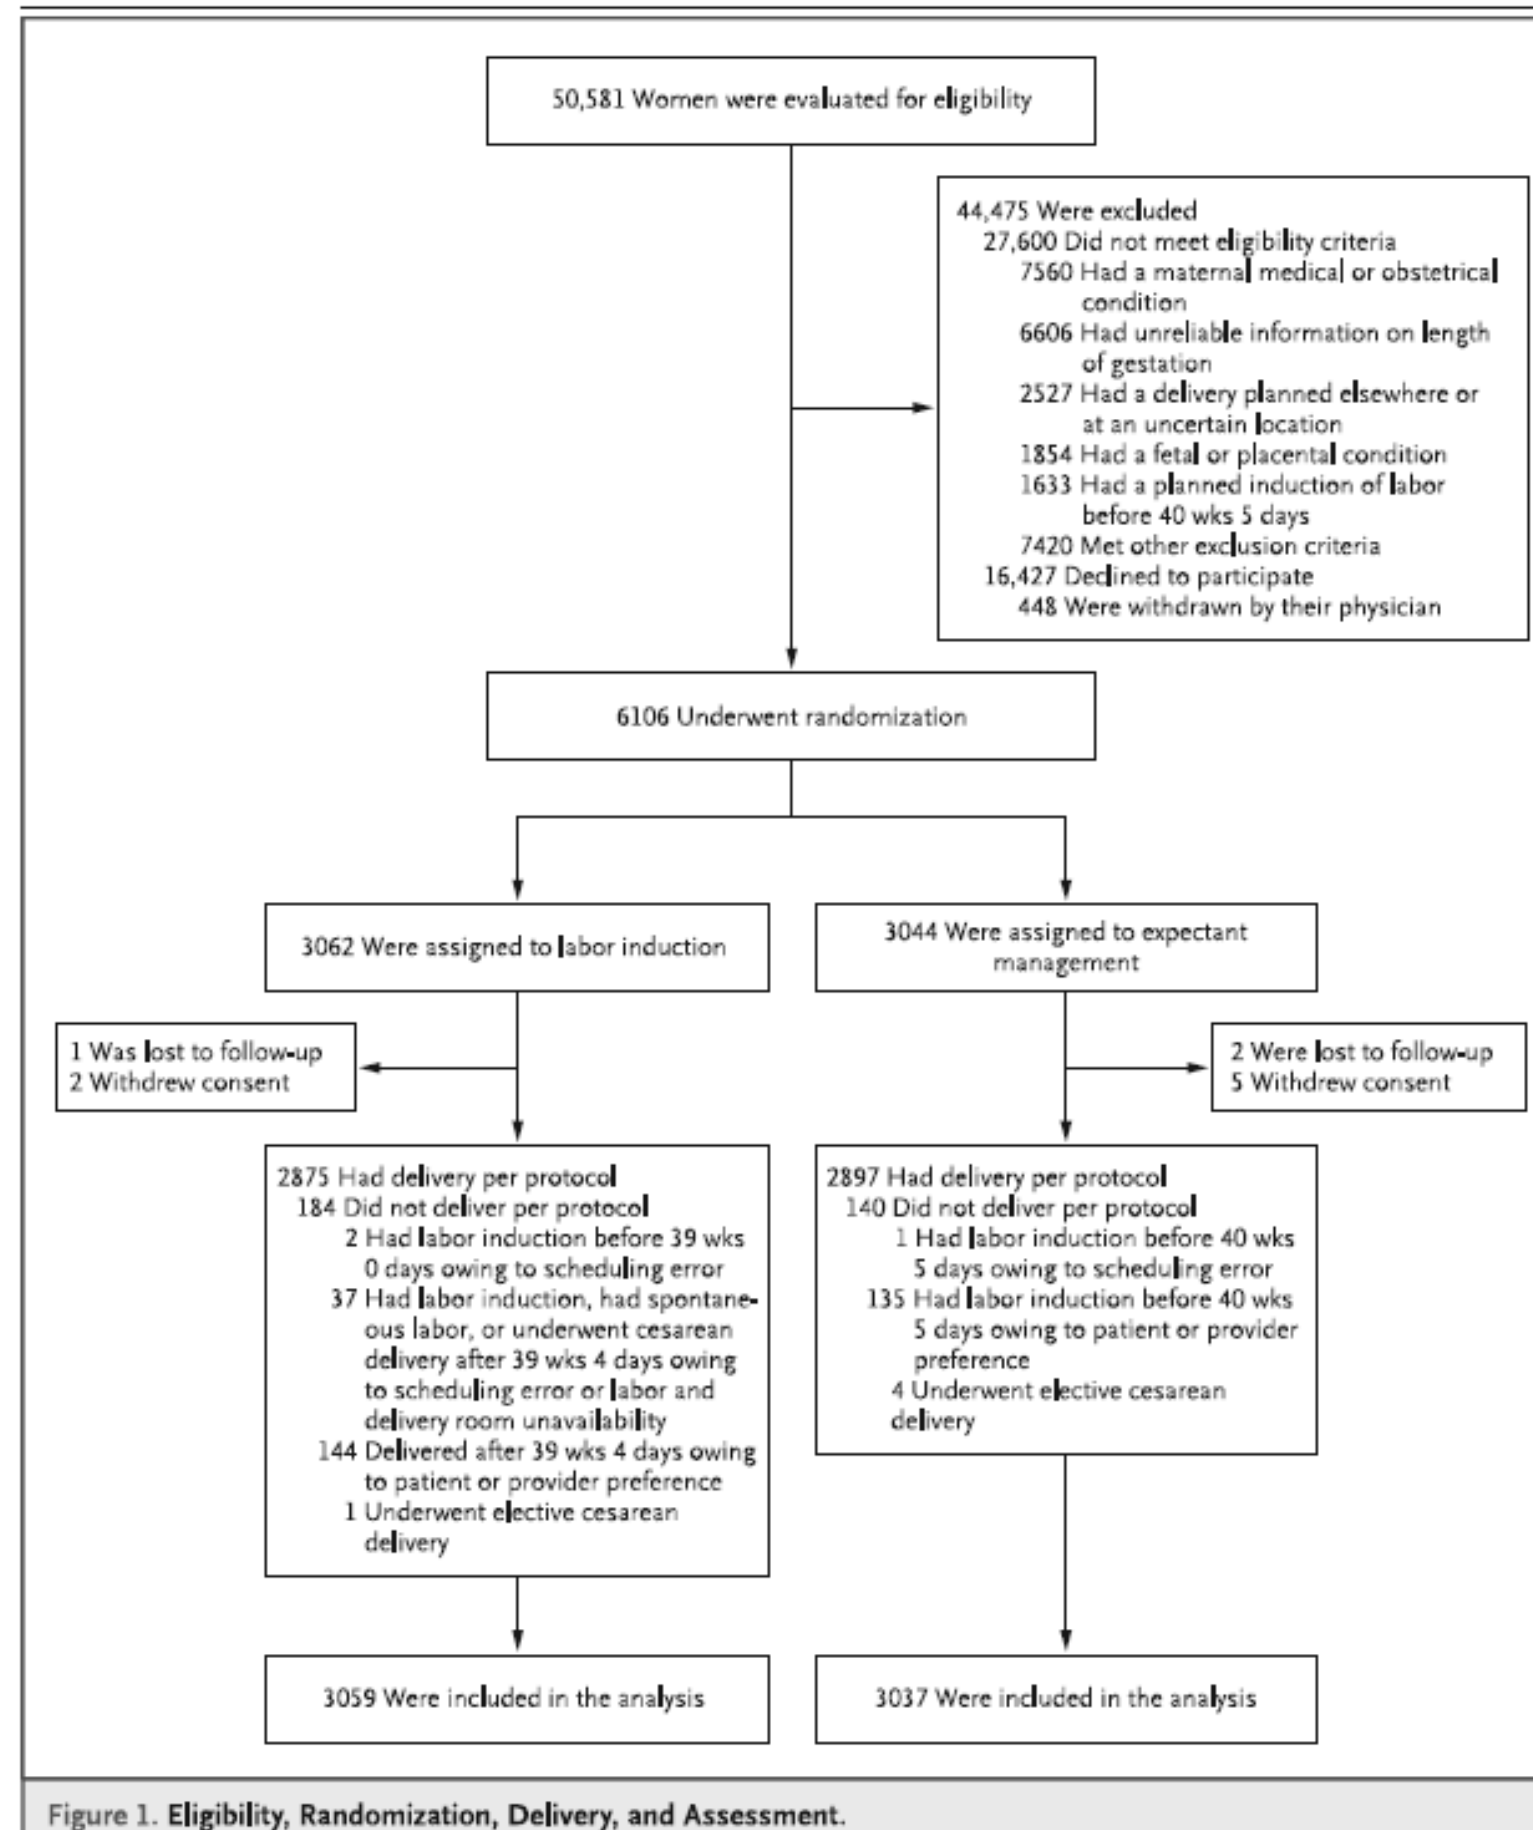 50,581 Women were evaluated for eligibility
44,475 Were excluded
27,600 Did not meet eligibility criteria
7560 Had a maternal medical or obstetrical
condition
6606 Had unreliable information on length
of gestation
2527 Had a delivery planned elsewhere or
at an uncertain location
1854 Had a fetal or placental condition
1633 Had a planned induction of labor
before 40 wks 5 days
7420 Met other exclusion criteria
16,427 Declined to participate
448 Were withdrawn by their physician
6106 Underwent randomization
3062 Were assigned to labor induction
3044 Were assigned to expectant
management
1 Was lost to follow-up
2 Withdrew consent
2 Were lost to follow-up
5 Withdrew consent
2875 Had delivery per protocol
184 Did not deliver per protocol
2 Had labor induction before 39 wks
0 days owing to scheduling error
37 Had labor induction, had spontane-
ous labor, or underwent cesarean
delivery after 39 wks 4 days owing
to scheduling error or labor and
delivery room unavailability
144 Delivered after 39 wks 4 days owing
to patient or provider preference
1 Underwent elective cesarean
delivery
2897 Had delivery per protocol
140 Did not deliver per protocol
1 Had labor induction before 40 wks
5 days owing to scheduling error
135 Had labor induction before 40 wks
5 days owing to patient or provider
preference
4 Underwent elective cesarean
delivery
3059 Were included in the analysis
3037 Were included in the analysis
Figure 1. Eligibility, Randomization, Delivery, and Assessment.